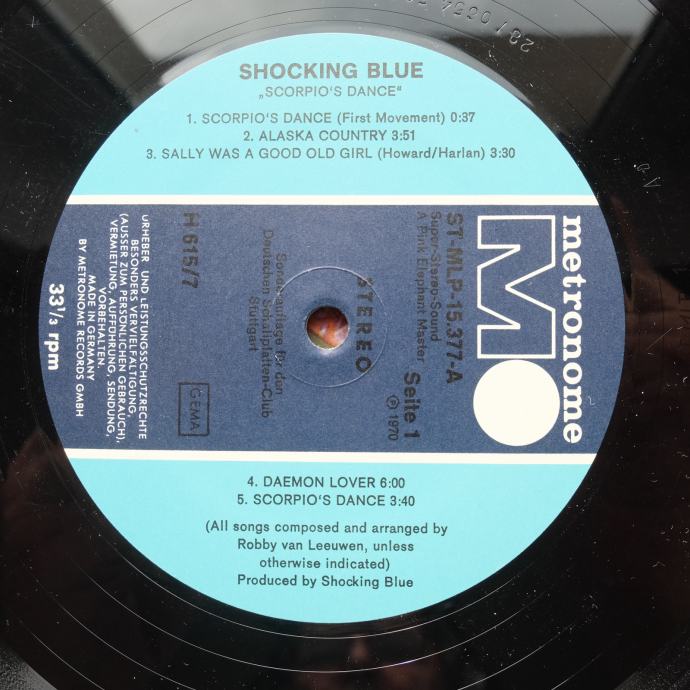 SHOCKING BLUE
„SCORPIO'S DANCE"
1. SCORPIO'S DANCE (First Movement) 0:37
2. ALASKA COUNTRY 3:51
3. SALLY WAS A GOOD OLD GIRL (Howard/Harlan) 3:30
metronome
M
ST-MLP-15.377-A
Super-Stereo-Sound
A Pink Elephant Master
Seite 1
℗ 1970
STEREO
Sonderauflage für den
Deutschen Schallplatten-Club
Stuttgart
H 615/7
GEMA
URHEBER UND LEISTUNGSSCHUTZRECHTE
BESONDERS VERVIELFÄLTIGUNG,
(AUSSER ZUM PERSÖNLICHEN GEBRAUCH),
VERMIETUNG, AUFFÜHRUNG, SENDUNG,
VORBEHALTEN.
MADE IN GERMANY
BY METRONOME RECORDS GMBH
33⅓ rpm
4. DAEMON LOVER 6:00
5. SCORPIO'S DANCE 3:40
(All songs composed and arranged by
Robby van Leeuwen, unless
otherwise indicated)
Produced by Shocking Blue